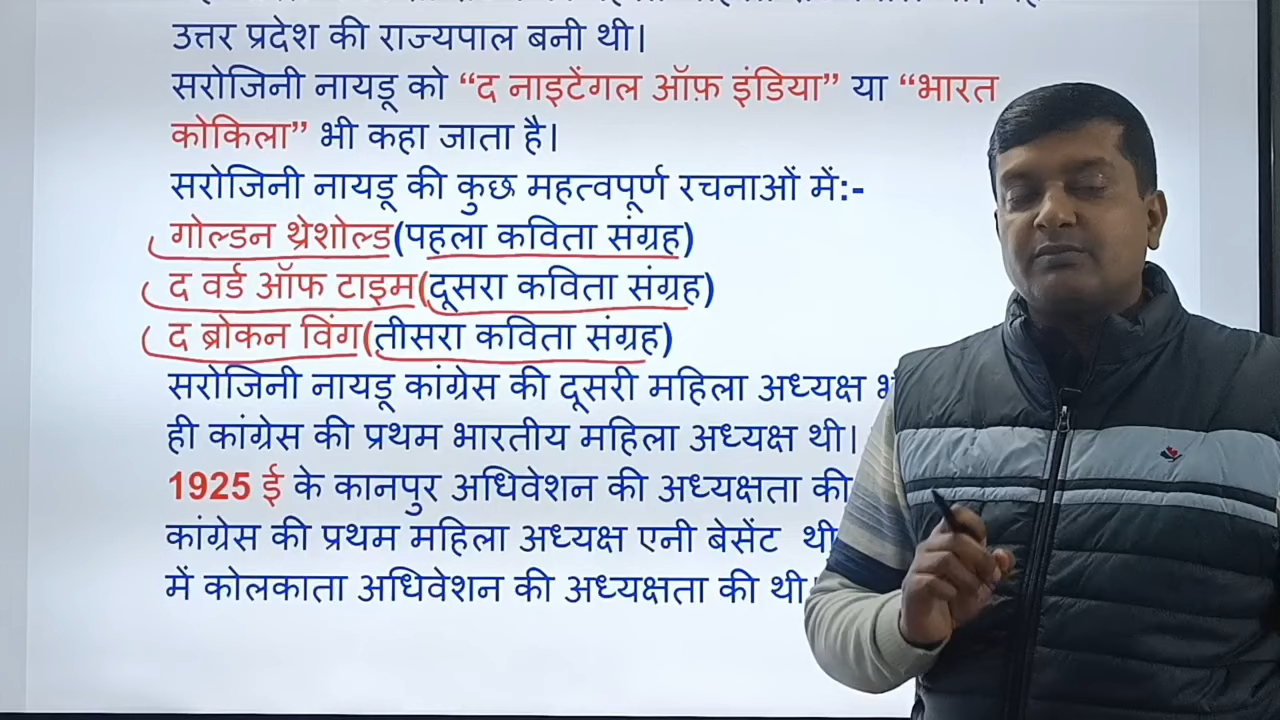 उत्तर प्रदेश की राज्यपाल बनी थी।
सरोजिनी नायडू को “द नाइटेंगल ऑफ़ इंडिया” या “भारत
कोकिला” भी कहा जाता है।
सरोजिनी नायडू की कुछ महत्वपूर्ण रचनाओं में:-
गोल्डन थ्रेशोल्ड(पहला कविता संग्रह)
द वर्ड ऑफ टाइम(दूसरा कविता संग्रह)
द ब्रोकन विंग(तीसरा कविता संग्रह)
सरोजिनी नायडू कांग्रेस की दूसरी महिला अध्यक्ष
ही कांग्रेस की प्रथम भारतीय महिला अध्यक्ष थी।
1925 ई के कानपुर अधिवेशन की अध्यक्षता की
कांग्रेस की प्रथम महिला अध्यक्ष एनी बेसेंट थी
में कोलकाता अधिवेशन की अध्यक्षता की थी।